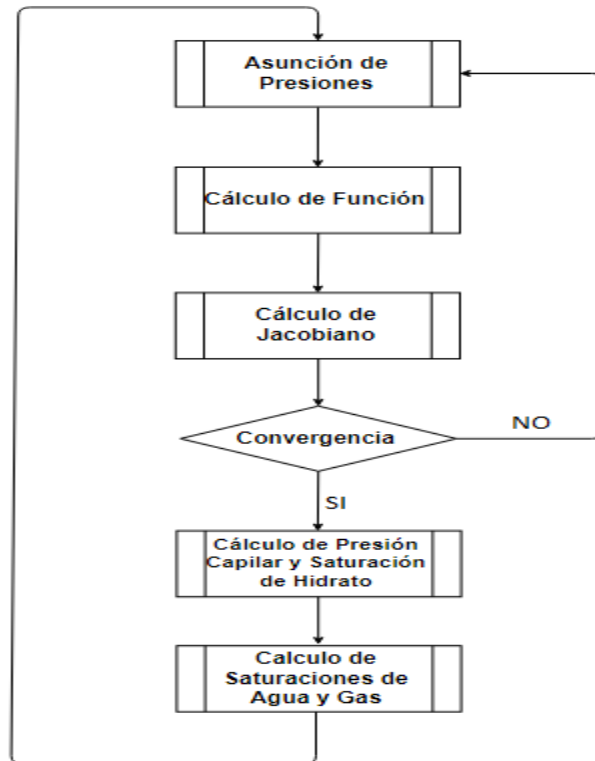 Asunción de
Presiones
Cálculo de Función
Cálculo de
Jacobiano
Convergencia
NO
SI
Cálculo de Presión
Capilar y Saturación
de Hidrato
Calculo de
Saturaciones de
Agua y Gas